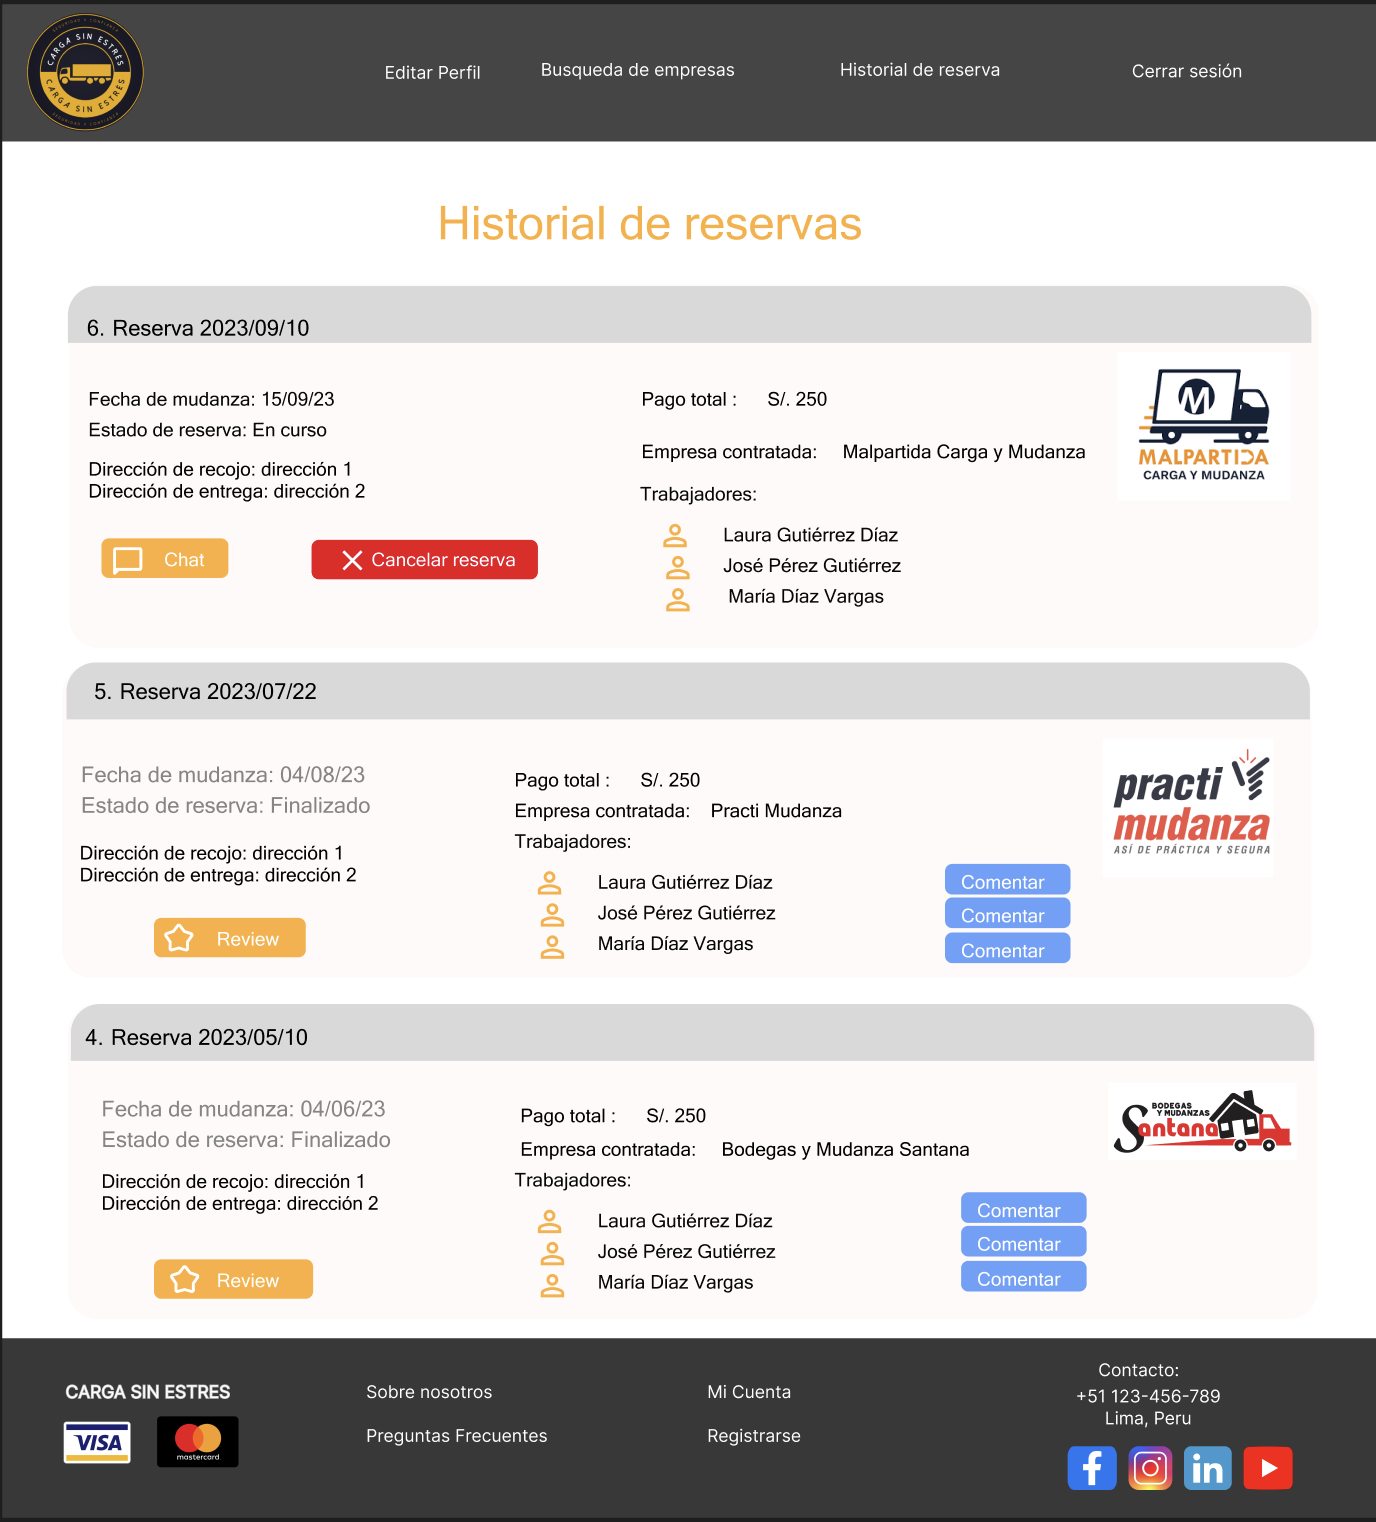 SEGURIDAD Y CONFIANZA
CARGA SIN ESTRÉS
CARGA SIN ESTRÉS
SEGURIDAD Y CONFIANZA
Editar Perfil
Busqueda de empresas
Historial de reserva
Cerrar sesión
Historial de reservas
6. Reserva 2023/09/10
Fecha de mudanza: 15/09/23
Estado de reserva: En curso
Dirección de recojo: dirección 1
Dirección de entrega: dirección 2
Chat
Cancelar reserva
Pago total : S/. 250
Empresa contratada: Malpartida Carga y Mudanza
Trabajadores:
Laura Gutiérrez Díaz
José Pérez Gutiérrez
María Díaz Vargas
M
MALPARTIDA
CARGA Y MUDANZA
5. Reserva 2023/07/22
Fecha de mudanza: 04/08/23
Estado de reserva: Finalizado
Dirección de recojo: dirección 1
Dirección de entrega: dirección 2
Review
Pago total : S/. 250
Empresa contratada: Practi Mudanza
Trabajadores:
Laura Gutiérrez Díaz
José Pérez Gutiérrez
María Díaz Vargas
Comentar
Comentar
Comentar
practi
mudanza
ASÍ DE PRÁCTICA Y SEGURA
4. Reserva 2023/05/10
Fecha de mudanza: 04/06/23
Estado de reserva: Finalizado
Dirección de recojo: dirección 1
Dirección de entrega: dirección 2
Review
Pago total : S/. 250
Empresa contratada: Bodegas y Mudanza Santana
Trabajadores:
Laura Gutiérrez Díaz
José Pérez Gutiérrez
María Díaz Vargas
Comentar
Comentar
Comentar
BODEGAS
Y MUDANZAS
Santana
CARGA SIN ESTRES
VISA
mastercard
Sobre nosotros
Preguntas Frecuentes
Mi Cuenta
Registrarse
Contacto:
+51 123-456-789
Lima, Peru
f
in